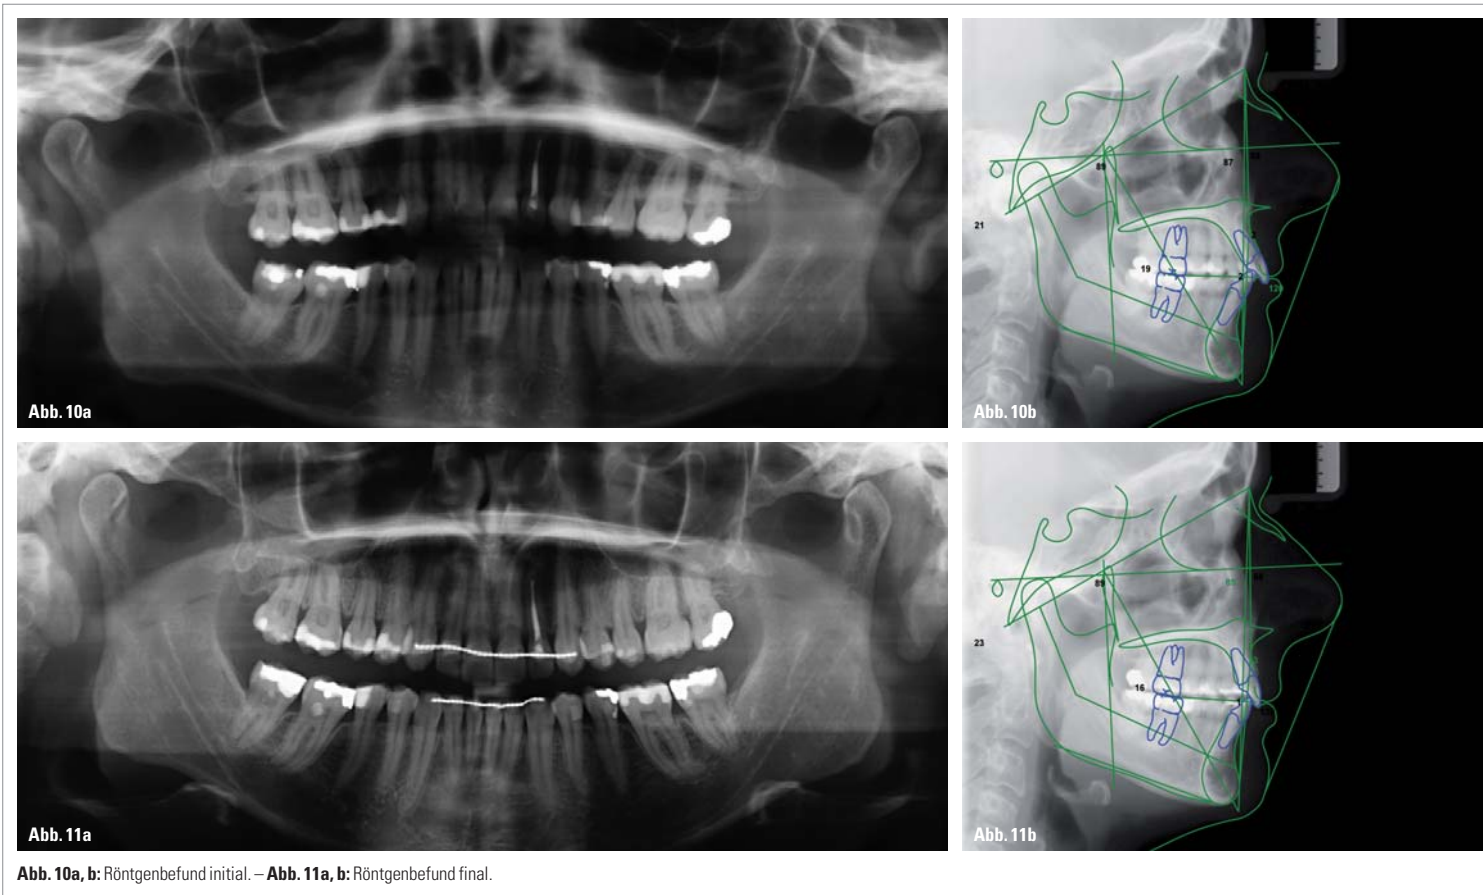 89
87
21
19
2
Abb. 10a
Abb. 10b
89
23
16
Abb. 11a
Abb. 11b
Abb. 10a, b: Röntgenbefund initial. – Abb. 11a, b: Röntgenbefund final.